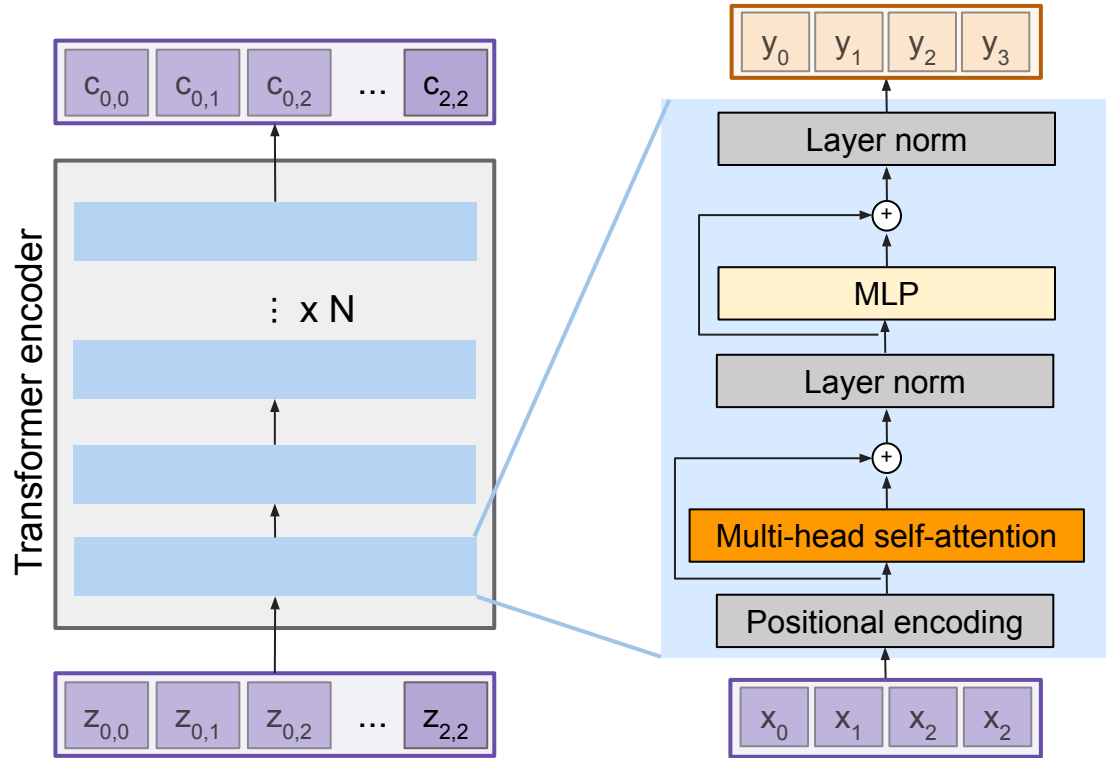 c0,0 c0,1 c0,2 ... c2,2
Transformer encoder
⋮ x N
z0,0 z0,1 z0,2 ... z2,2
y0 y1 y2 y3
Layer norm
+
MLP
Layer norm
+
Multi-head self-attention
Positional encoding
x0 x1 x2 x2